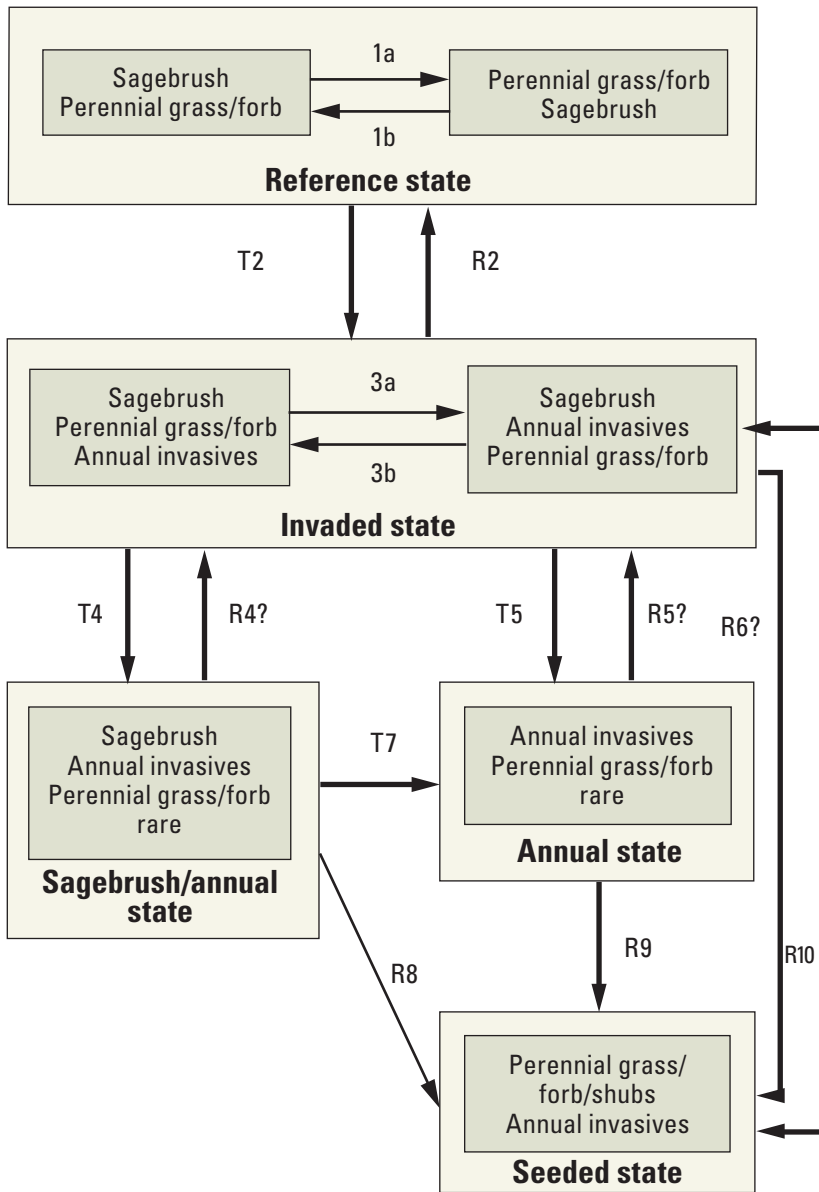 1a
Sagebrush
Perennial grass/forb
Perennial grass/forb
Sagebrush
1b
Reference state
T2
R2
Sagebrush
Perennial grass/forb
Annual invasives
3a
3b
Sagebrush
Annual invasives
Perennial grass/forb
Invaded state
T4
R4?
T5
R5?
R6?
Sagebrush
Annual invasives
Perennial grass/forb
rare
Sagebrush/annual
state
T7
Annual invasives
Perennial grass/forb
rare
Annual state
R8
R9
R10
Perennial grass/
forb/shubs
Annual invasives
Seeded state